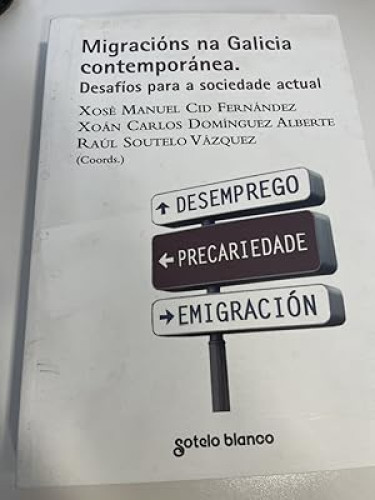 Migracións na Galicia
contemporánea.
Desafíos para a sociedade actual
Xosé Manuel Cid Fernández
Xoán Carlos Domínguez Alberte
Raúl Soutelo Vázquez
(Coords.)
↑ DESEMPREGO
← PRECARIEDADE
→ EMIGRACIÓN
sotelo blanco